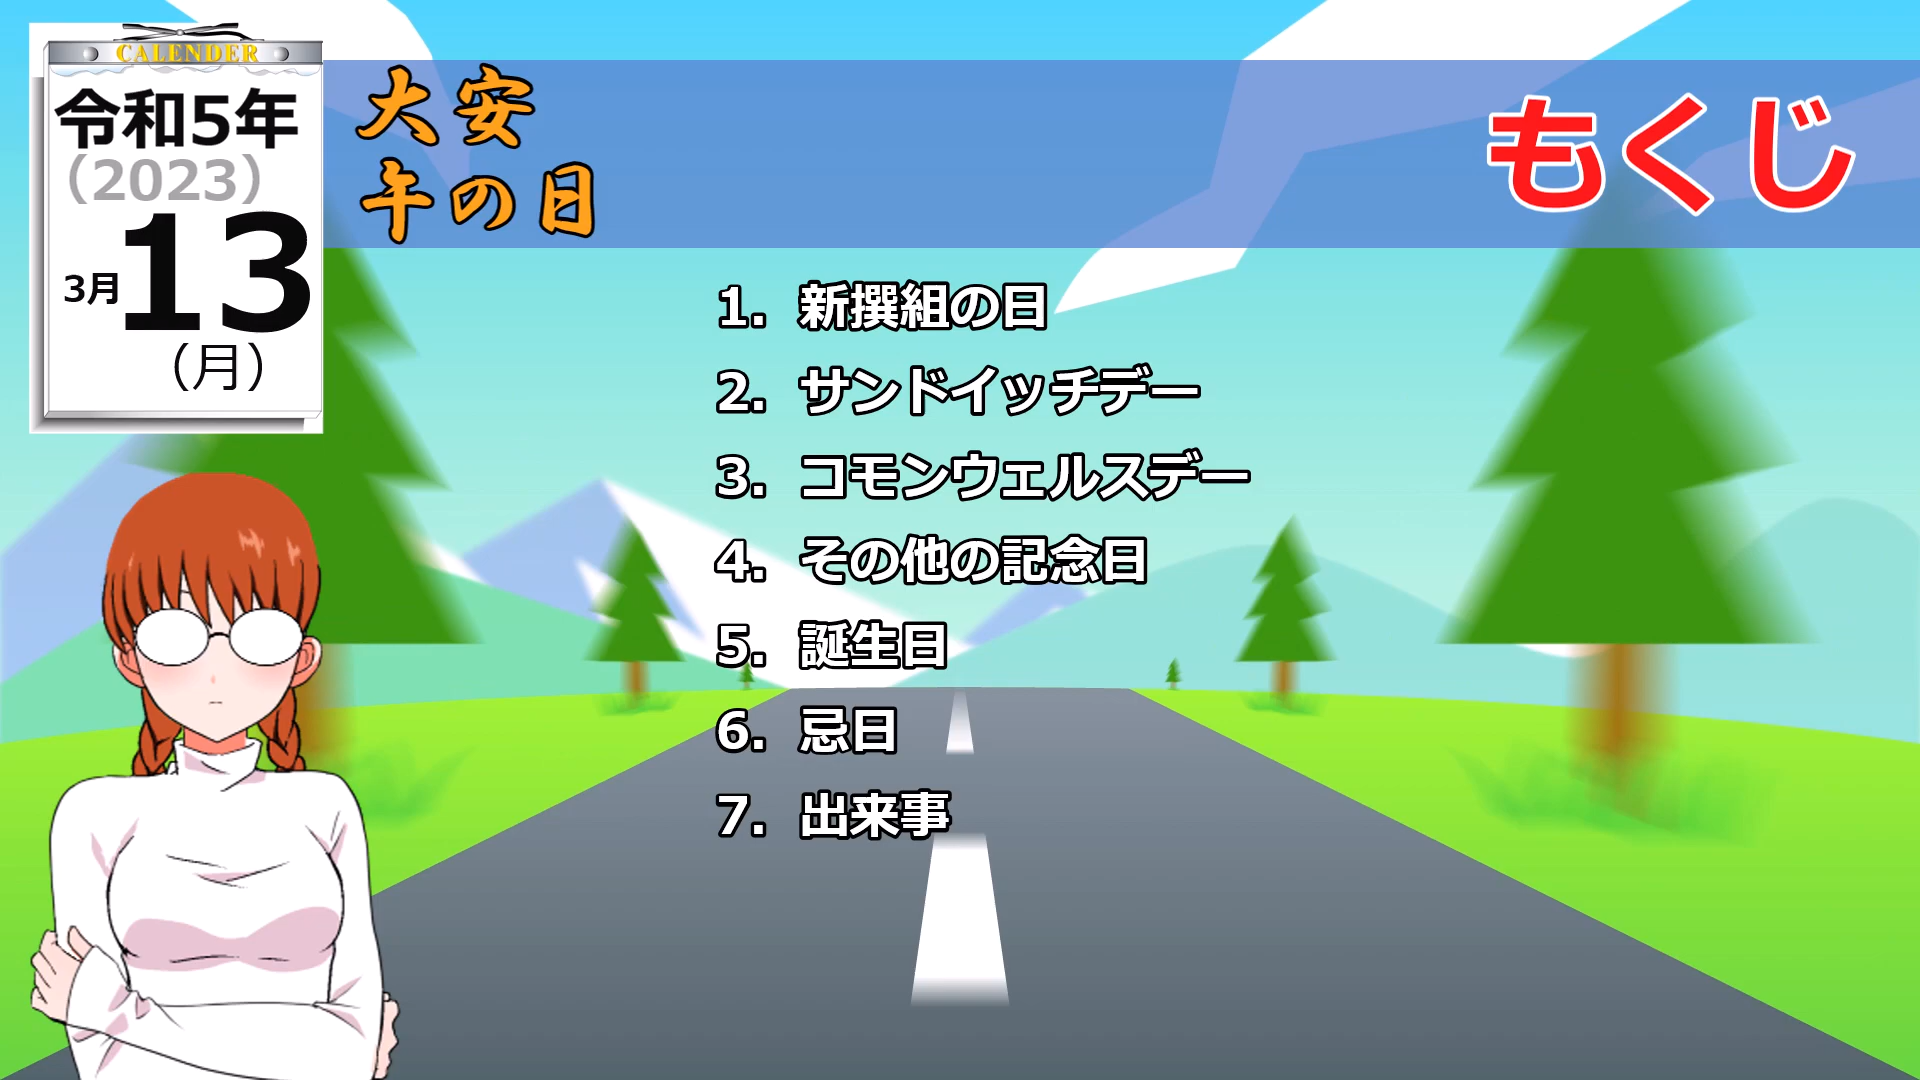 CALENDER
令和5年
（2023）
3月13
（月）
大安
午の日
もくじ
1. 新撰組の日
2. サンドイッチデー
3. コモンウェルスデー
4. その他の記念日
5. 誕生日
6. 忌日
7. 出来事